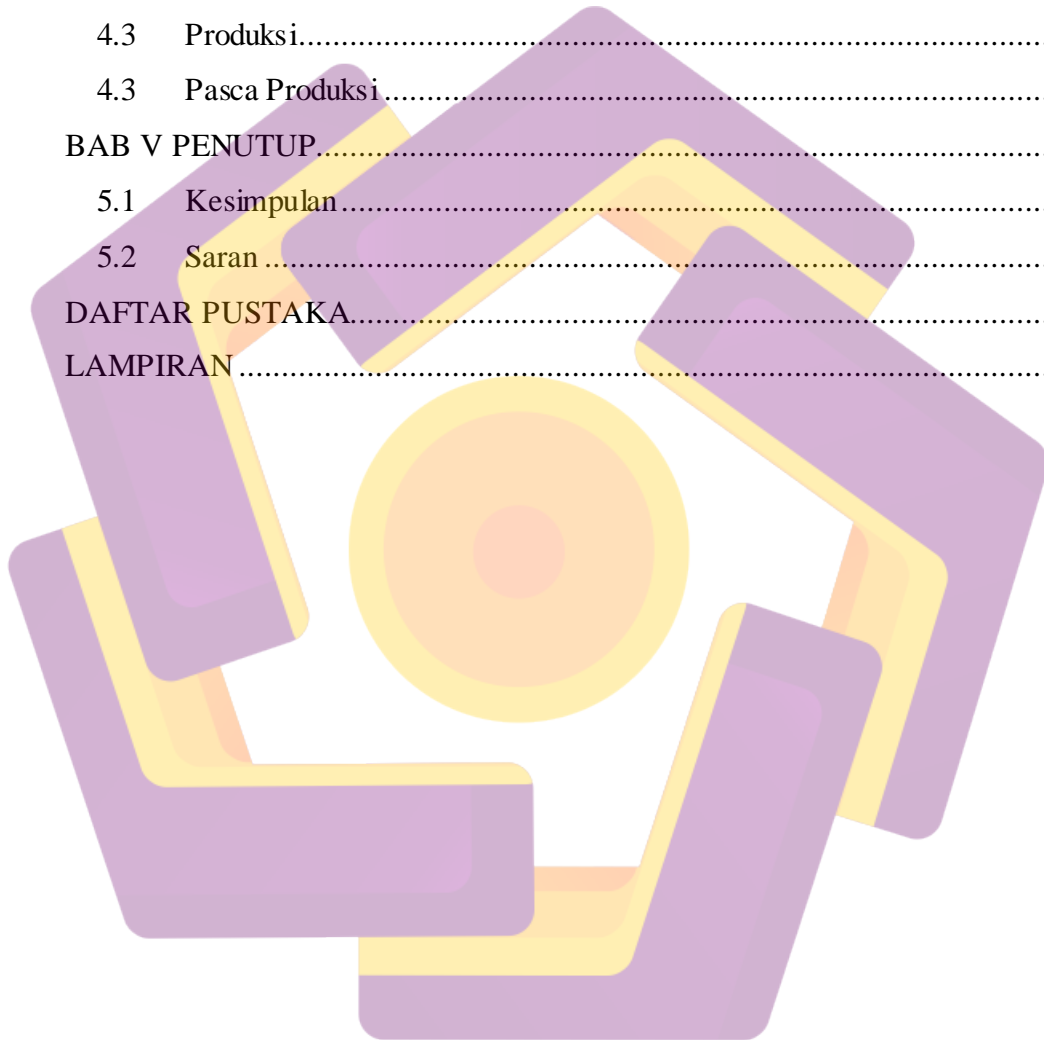 4.3 Produksi..........................................................................................
4.3 Pasca Produksi................................................................................
BAB V PENUTUP.......................................................................................
5.1 Kesimpulan.....................................................................................
5.2 Saran..............................................................................................
DAFTAR PUSTAKA...................................................................................
LAMPIRAN................................................................................................